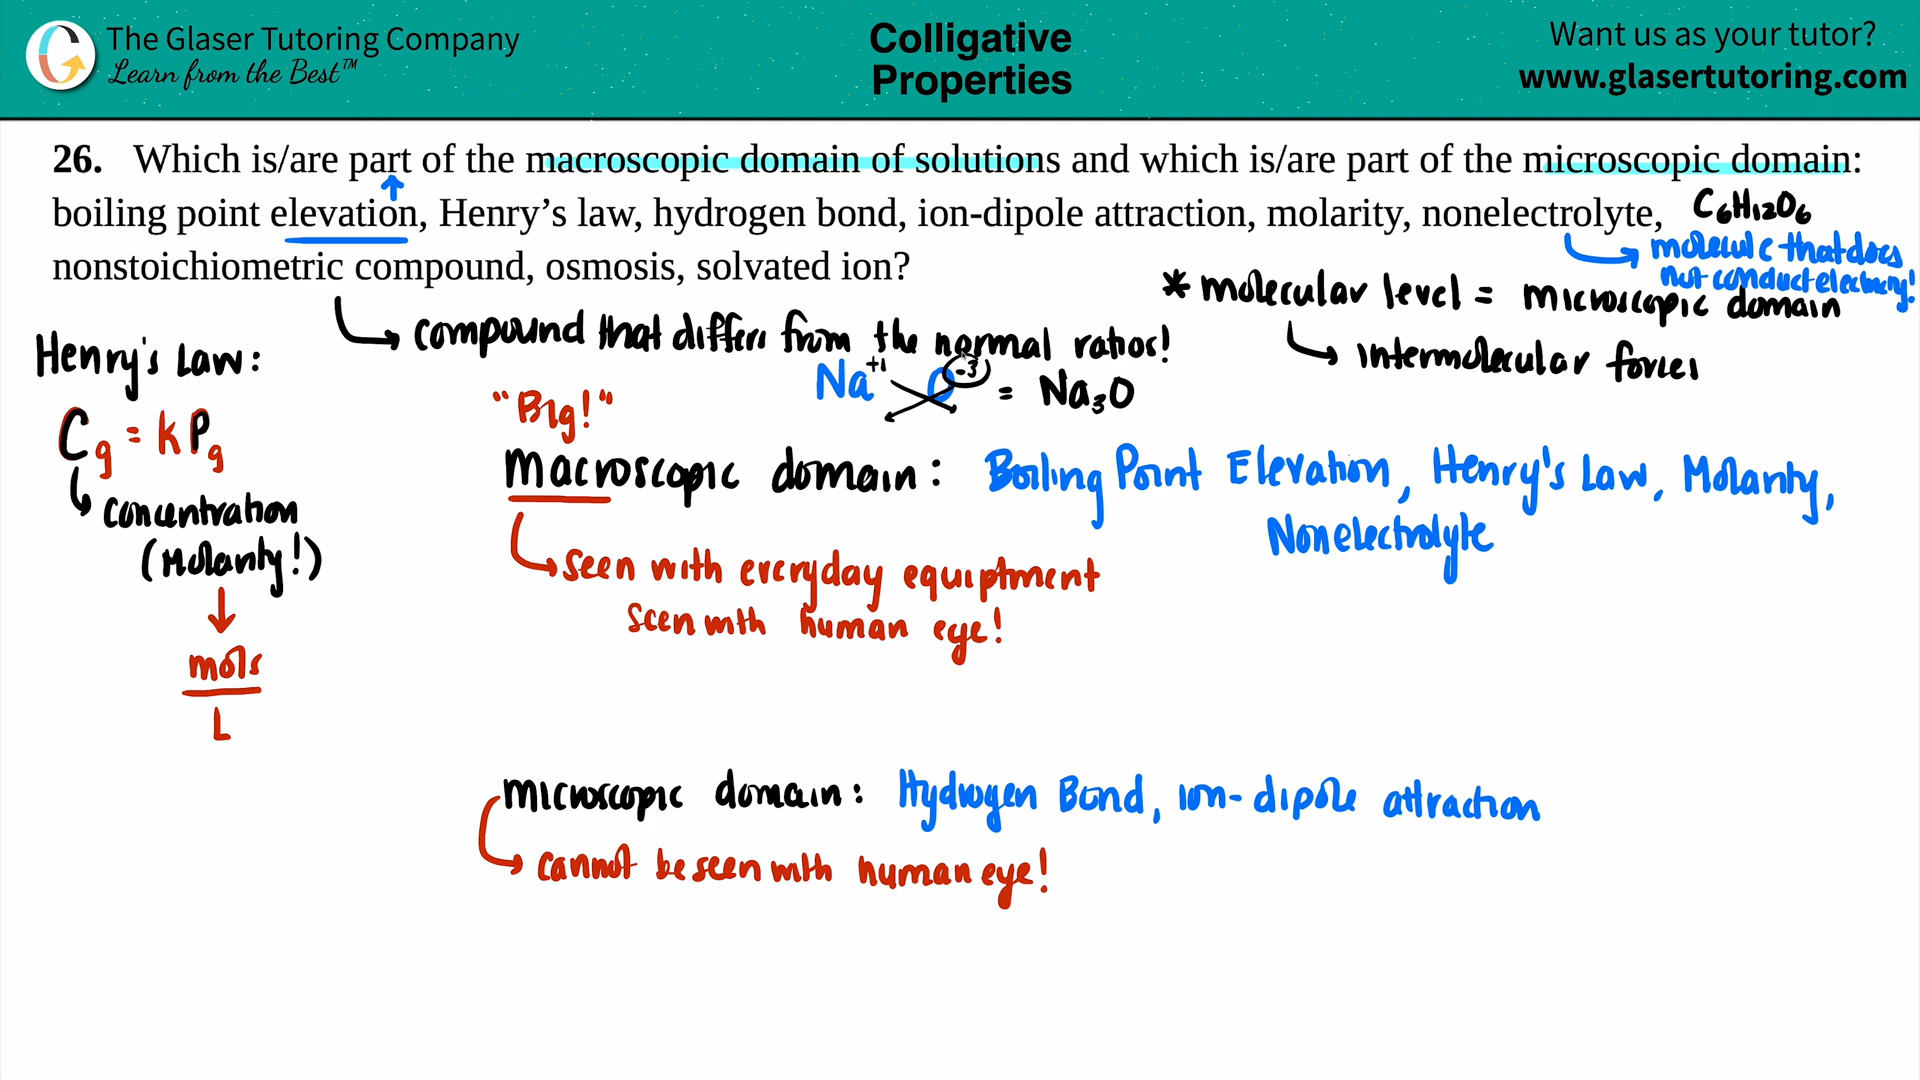 The Glaser Tutoring Company
Learn from the Best™
Colligative
Properties
Want us as your tutor?
www.glasertutoring.com
26. Which is/are part of the macroscopic domain of solutions and which is/are part of the microscopic domain:
boiling point elevation, Henry's law, hydrogen bond, ion-dipole attraction, molarity, nonelectrolyte,
C₆H₁₂O₆
molecule that does
not conduct electricity!
nonstoichiometric compound, osmosis, solvated ion?
* molecular level = microscopic domain
intermolecular forces
compound that differs from the normal ratios!
Na⁺¹ O⁻³ = Na₃O
Henry's Law:
Cg = kPg
concentration
(Molarity!)
mols
L
"Big!"
macroscopic domain: Boiling Point Elevation, Henry's Law, Molarity,
Nonelectrolyte
seen with everyday equiptment
seen with human eye!
microscopic domain: Hydrogen Bond, ion-dipole attraction
cannot be seen with human eye!